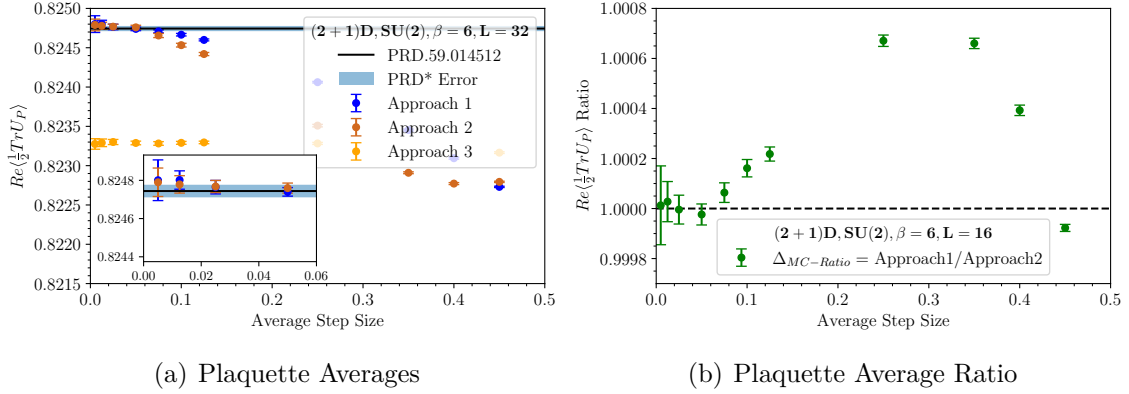 0.8250
0.8245
0.8240
0.8235
0.8230
0.8225
0.8220
0.8215
Re⟨½TrU_P⟩
(2 + 1)D, SU(2), β = 6, L = 32
PRD.59.014512
PRD* Error
Approach 1
Approach 2
Approach 3
0.8248
0.8246
0.8244
0.00 0.02 0.04 0.06
0.0 0.1 0.2 0.3 0.4 0.5
Average Step Size
(a) Plaquette Averages
1.0008
1.0006
1.0004
1.0002
1.0000
0.9998
Re⟨½TrU_P⟩ Ratio
(2 + 1)D, SU(2), β = 6, L = 16
Δ_{MC−Ratio} = Approach1/Approach2
0.0 0.1 0.2 0.3 0.4 0.5
Average Step Size
(b) Plaquette Average Ratio